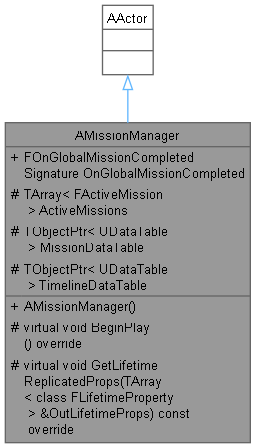 AActor
AMissionManager
+ FOnGlobalMissionCompleted
Signature OnGlobalMissionCompleted
# TArray< FActiveMission
> ActiveMissions
# TObjectPtr< UDataTable
> MissionDataTable
# TObjectPtr< UDataTable
> TimelineDataTable
+ AMissionManager()
# virtual void BeginPlay
() override
# virtual void GetLifetime
ReplicatedProps(TArray
< class FLifetimeProperty
> &OutLifetimeProps) const
override